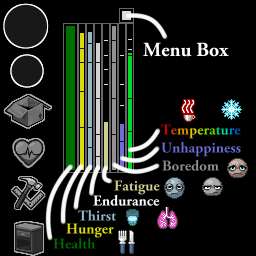 Menu Box
Temperature
Unhappiness
Boredom
Fatigue
Endurance
Thirst
Hunger
Health